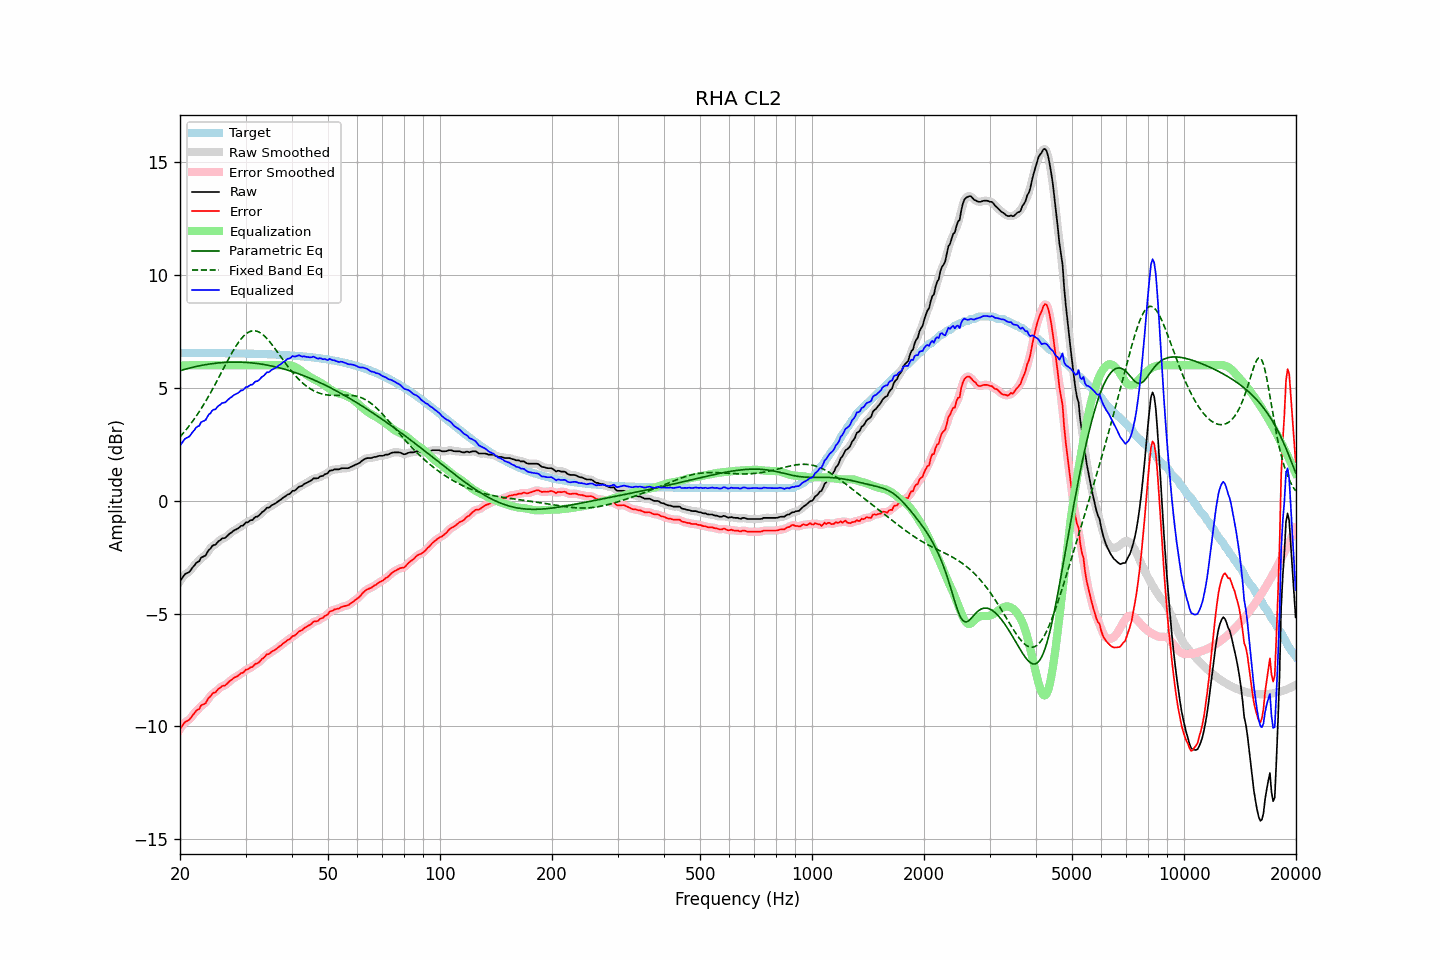 RHA CL2
Target
Raw Smoothed
Error Smoothed
Raw
Error
Equalization
Parametric Eq
Fixed Band Eq
Equalized
15
10
5
0
−5
−10
−15
Amplitude (dBr)
20 50 100 200 500 1000 2000 5000 10000 20000
Frequency (Hz)